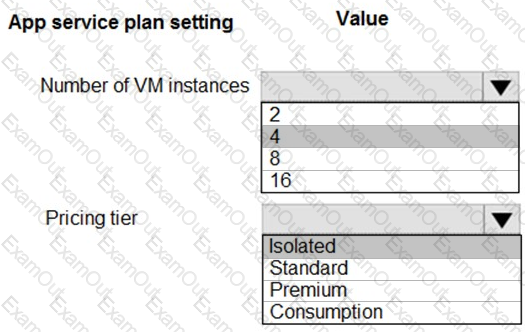 App service plan setting Value
Number of VM instances
2
4
8
16
Pricing tier
Isolated
Standard
Premium
Consumption